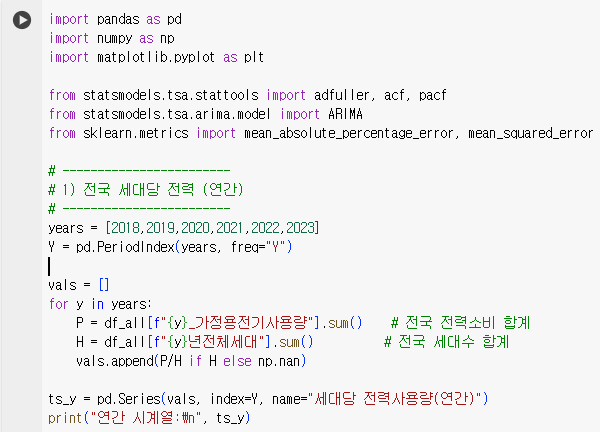 import pandas as pd
import numpy as np
import matplotlib.pyplot as plt
from statsmodels.tsa.stattools import adfuller, acf, pacf
from statsmodels.tsa.arima.model import ARIMA
from sklearn.metrics import mean_absolute_percentage_error, mean_squared_error
# ------------------------
# 1) 전국 세대당 전력 (연간)
# ------------------------
years = [2018,2019,2020,2021,2022,2023]
Y = pd.PeriodIndex(years, freq="Y")
vals = []
for y in years:
    P = df_all[f"{y}_가정용전기사용량"].sum()    # 전국 전력소비 합계
    H = df_all[f"{y}년전체세대"].sum()          # 전국 세대수 합계
    vals.append(P/H if H else np.nan)
ts_y = pd.Series(vals, index=Y, name="세대당 전력사용량(연간)")
print("연간 시계열:₩n", ts_y)